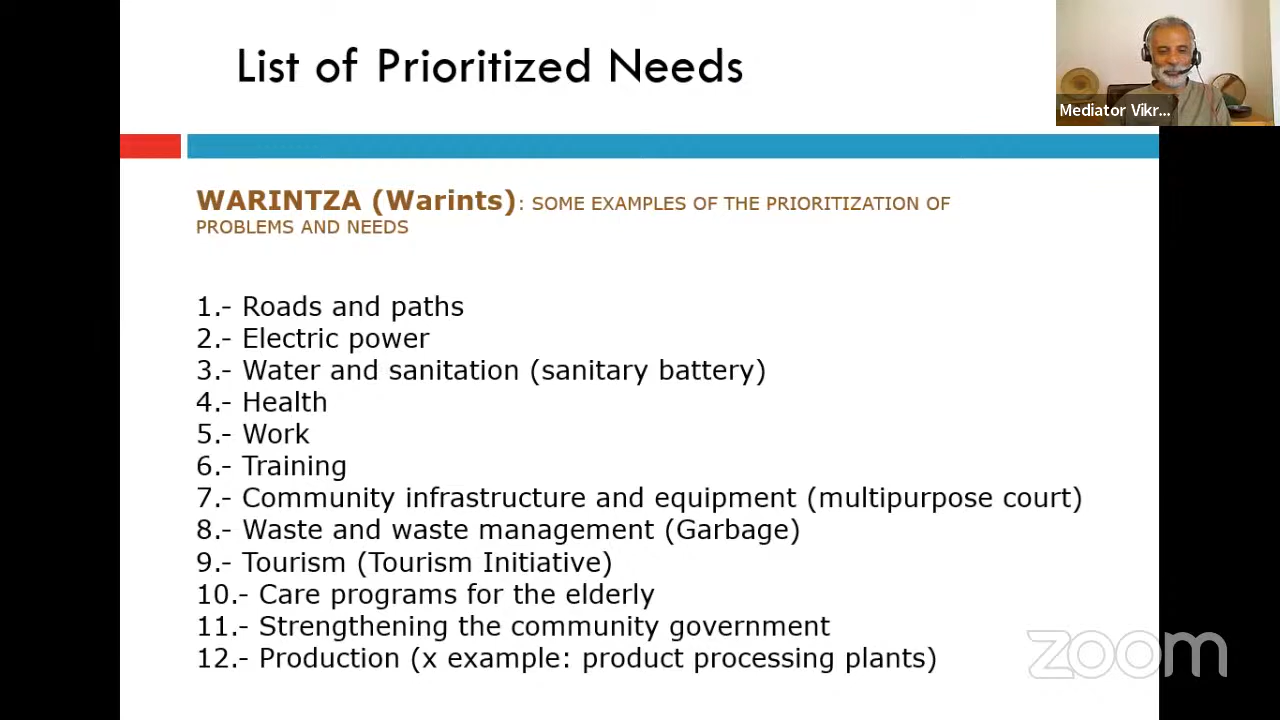 List of Prioritized Needs
Mediator Vikr...
WARINTZA (Warints): SOME EXAMPLES OF THE PRIORITIZATION OF
PROBLEMS AND NEEDS
1.- Roads and paths
2.- Electric power
3.- Water and sanitation (sanitary battery)
4.- Health
5.- Work
6.- Training
7.- Community infrastructure and equipment (multipurpose court)
8.- Waste and waste management (Garbage)
9.- Tourism (Tourism Initiative)
10.- Care programs for the elderly
11.- Strengthening the community government
12.- Production (x example: product processing plants)
zoom